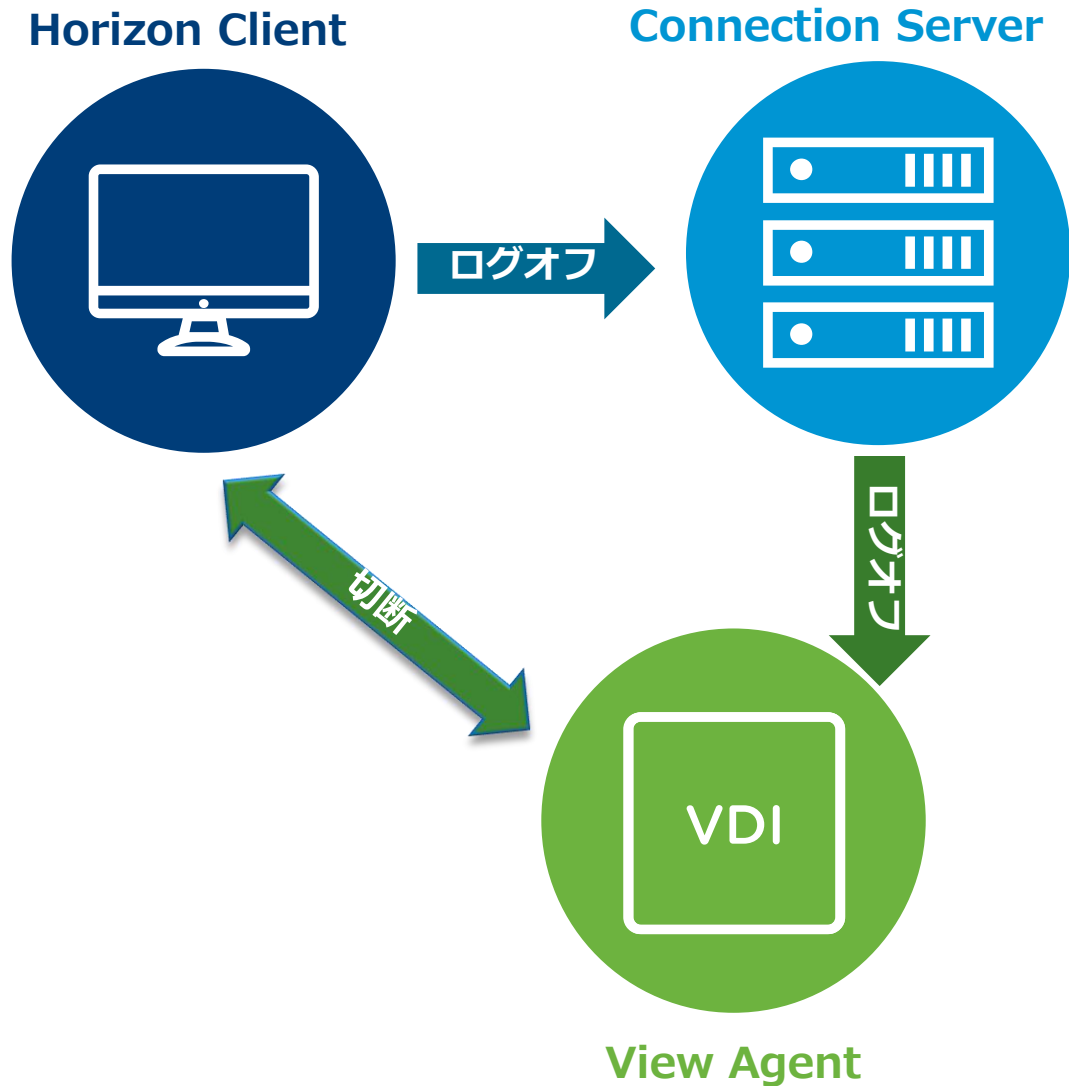 Horizon Client
Connection Server
ログオフ
ログオフ
切断
VDI
View Agent